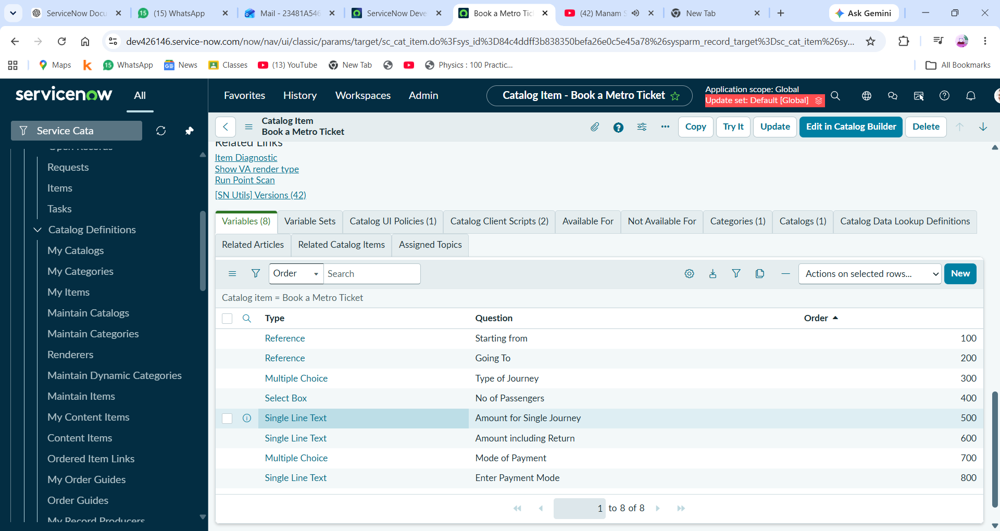 ServiceNow Docu
(15) WhatsApp
Mail - 23481A546
ServiceNow Deve
Book a Metro Tic
(42) Manam S
New Tab
Ask Gemini
dev426146.service-now.com/now/nav/ui/classic/params/target/sc_cat_item.do%3Fsys_id%3D84c4ddff3b838350befa26e0c5e45a78%26sysparm_record_target%3Dsc_cat_item%26sy...
Maps
15 WhatsApp
News
Classes
(13) YouTube
New Tab
Physics : 100 Practic...
All Bookmarks
servicenow
All
Favorites
History
Workspaces
Admin
Catalog Item - Book a Metro Ticket
Application scope: Global
Update set: Default [Global]
Service Cata
Open Records
Requests
Items
Tasks
Catalog Definitions
My Catalogs
My Categories
My Items
Maintain Catalogs
Maintain Categories
Renderers
Maintain Dynamic Categories
Maintain Items
My Content Items
Content Items
Ordered Item Links
My Order Guides
Order Guides
My Record Producers
Catalog Item
Book a Metro Ticket
Copy
Try It
Update
Edit in Catalog Builder
Delete
Related Links
Item Diagnostic
Show VA render type
Run Point Scan
[SN Utils] Versions (42)
Variables (8)
Variable Sets
Catalog UI Policies (1)
Catalog Client Scripts (2)
Available For
Not Available For
Categories (1)
Catalogs (1)
Catalog Data Lookup Definitions
Related Articles
Related Catalog Items
Assigned Topics
Order
Search
Actions on selected rows...
New
Catalog item = Book a Metro Ticket
Type Question Order
Reference Starting from 100
Reference Going To 200
Multiple Choice Type of Journey 300
Select Box No of Passengers 400
Single Line Text Amount for Single Journey 500
Single Line Text Amount including Return 600
Multiple Choice Mode of Payment 700
Single Line Text Enter Payment Mode 800
1 to 8 of 8